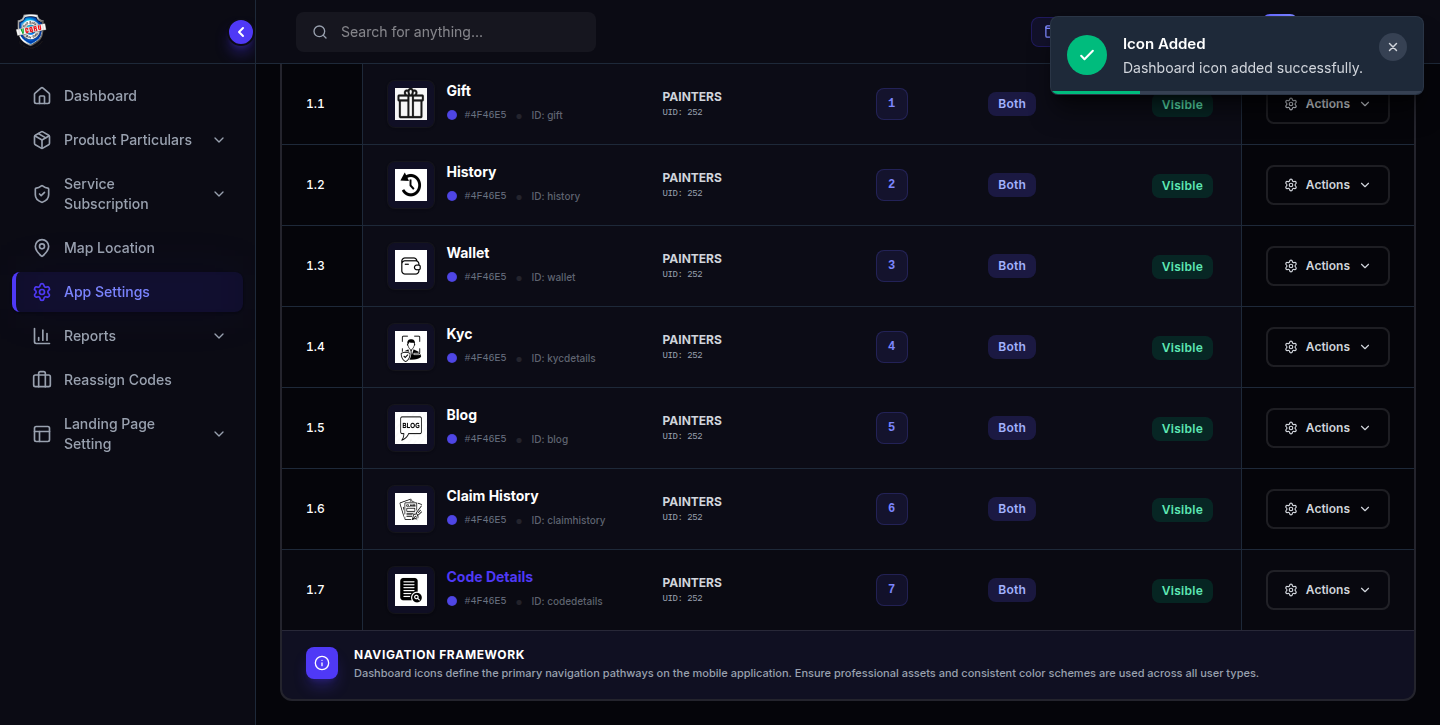 Search for anything...
Icon Added
Dashboard icon added successfully.
Dashboard
Product Particulars
Service
Subscription
Map Location
App Settings
Reports
Reassign Codes
Landing Page
Setting
1.1
Gift
#4F46E5
ID: gift
PAINTERS
UID: 252
1
Both
Visible
Actions
1.2
History
#4F46E5
ID: history
PAINTERS
UID: 252
2
Both
Visible
Actions
1.3
Wallet
#4F46E5
ID: wallet
PAINTERS
UID: 252
3
Both
Visible
Actions
1.4
Kyc
#4F46E5
ID: kycdetails
PAINTERS
UID: 252
4
Both
Visible
Actions
1.5
BLOG
Blog
#4F46E5
ID: blog
PAINTERS
UID: 252
5
Both
Visible
Actions
1.6
Claim History
#4F46E5
ID: claimhistory
PAINTERS
UID: 252
6
Both
Visible
Actions
1.7
Code Details
#4F46E5
ID: codedetails
PAINTERS
UID: 252
7
Both
Visible
Actions
NAVIGATION FRAMEWORK
Dashboard icons define the primary navigation pathways on the mobile application. Ensure professional assets and consistent color schemes are used across all user types.